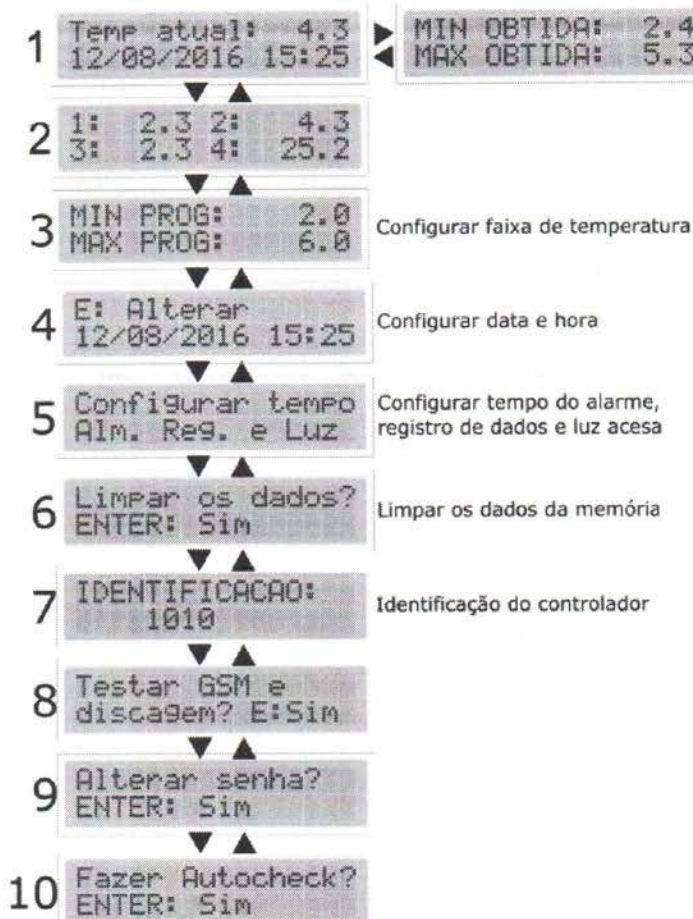 1
Temp atual: 4.3
12/08/2016 15:25
MIN OBTIDA: 2.4
MAX OBTIDA: 5.3
2
1: 2.3 2: 4.3
3: 2.3 4: 25.2
3
MIN PROG: 2.0
MAX PROG: 6.0
Configurar faixa de temperatura
4
E: Alterar
12/08/2016 15:25
Configurar data e hora
5
Configurar tempo
Alm. Reg. e Luz
Configurar tempo do alarme,
registro de dados e luz acesa
6
Limpar os dados?
ENTER: Sim
Limpar os dados da memória
7
IDENTIFICACAO:
1010
Identificação do controlador
8
Testar GSM e
discagem? E:Sim
9
Alterar senha?
ENTER: Sim
10
Fazer Autocheck?
ENTER: Sim